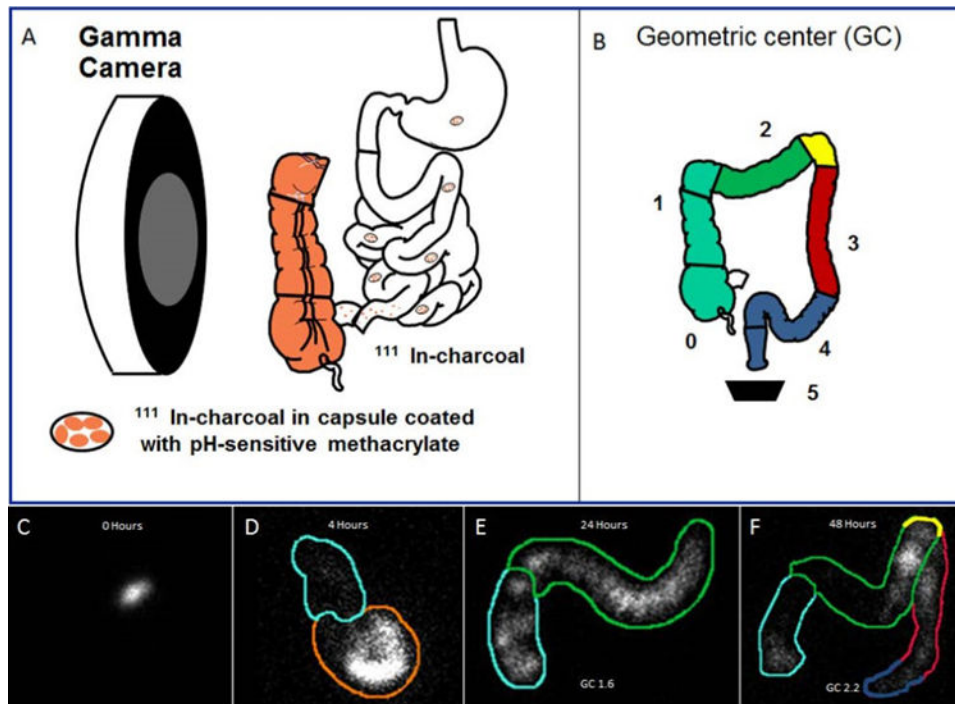 A
Gamma
Camera
¹¹¹ In-charcoal
¹¹¹ In-charcoal in capsule coated
with pH-sensitive methacrylate
B
Geometric center (GC)
2
1
3
0
4
5
C
0 Hours
D
4 Hours
E
24 Hours
GC 1.6
F
48 Hours
GC 2.2